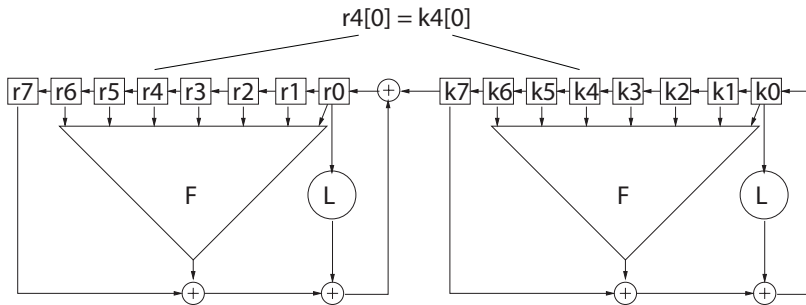 r4[0] = k4[0]
r7 r6 r5 r4 r3 r2 r1 r0 + k7 k6 k5 k4 k3 k2 k1 k0
F L F L
+ + + +